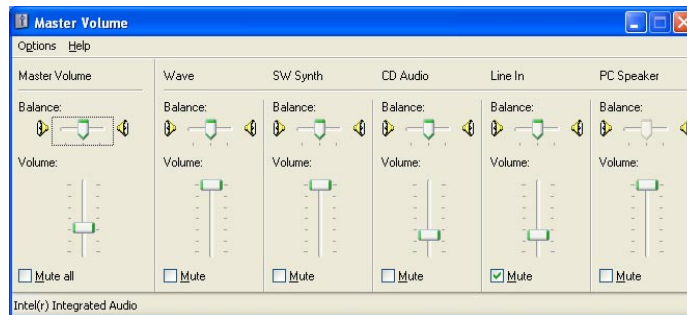 Master Volume
Options Help
Master Volume Wave SW Synth CD Audio Line In PC Speaker
Balance: Balance: Balance: Balance: Balance: Balance:
Volume: Volume: Volume: Volume: Volume: Volume:
Mute all Mute Mute Mute Mute Mute
Intel(r) Integrated Audio